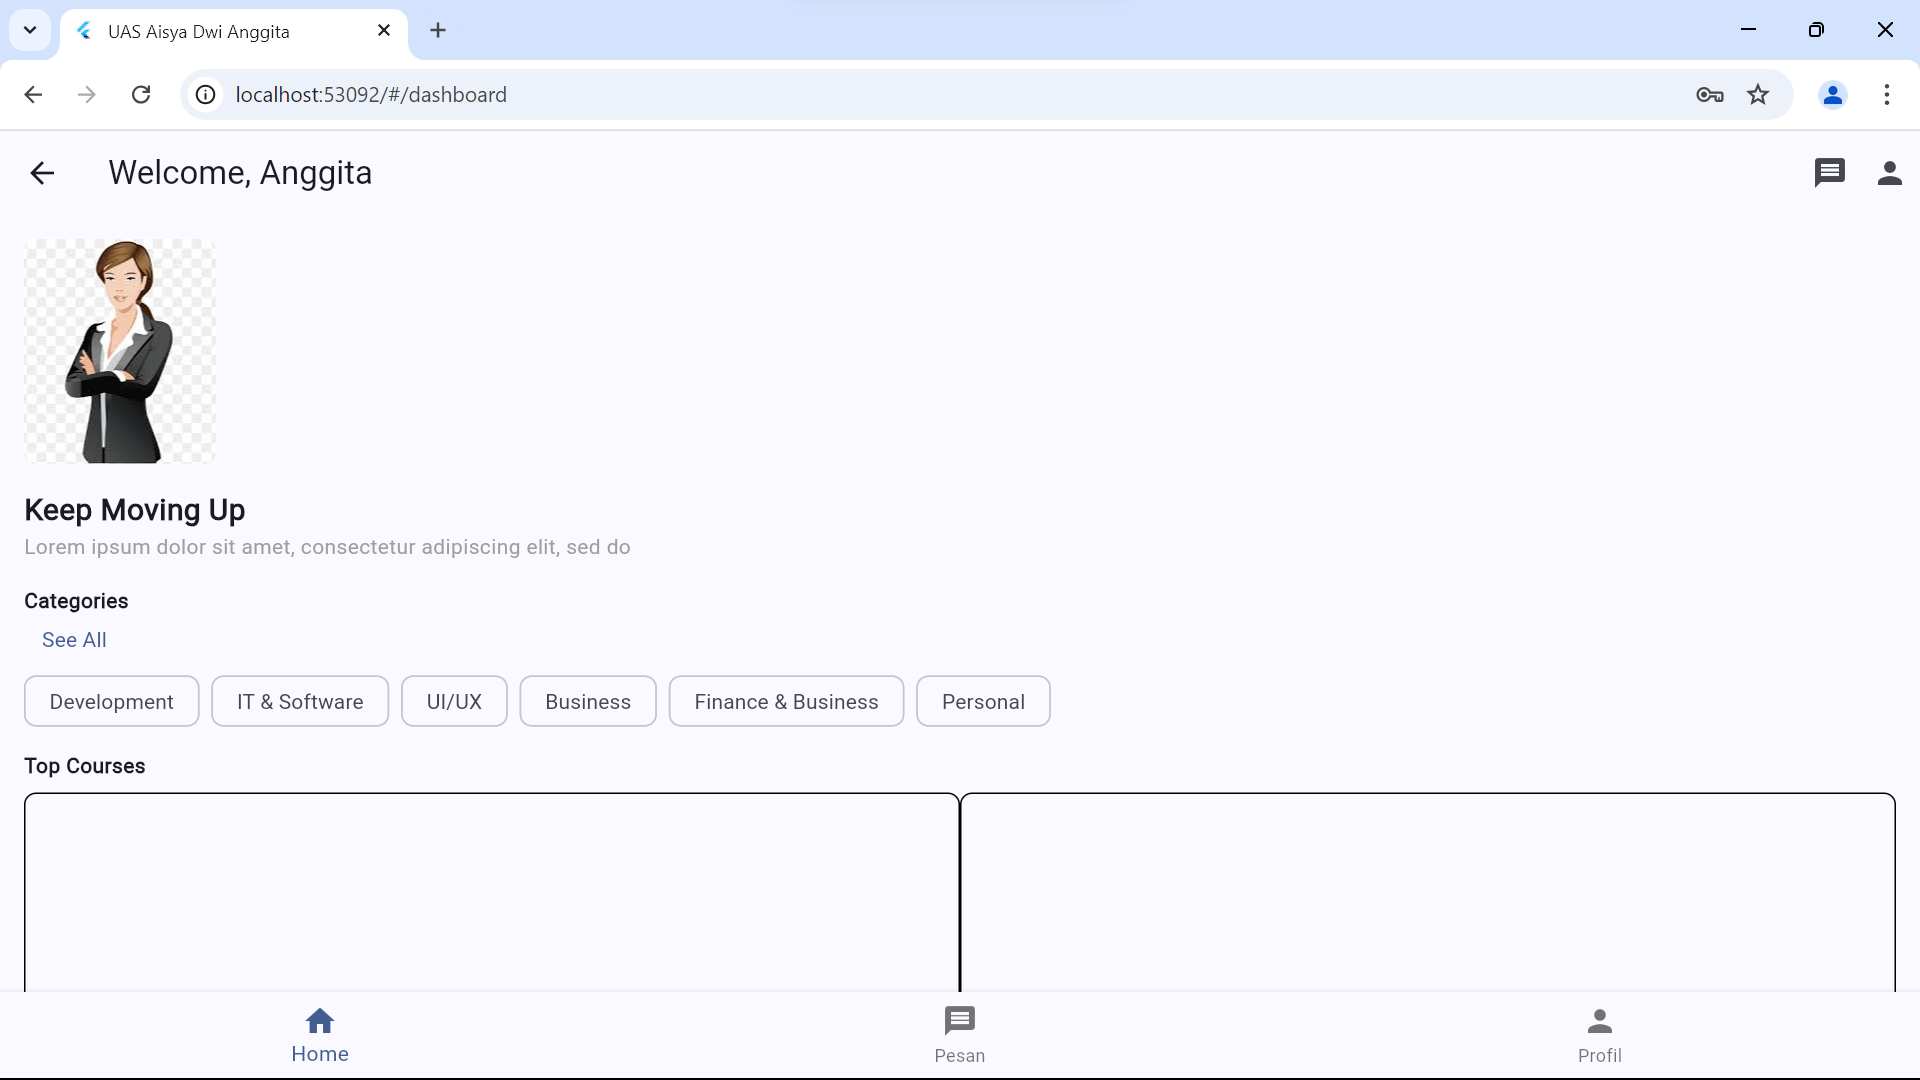 UAS Aisya Dwi Anggita
localhost:53092/#/dashboard
Welcome, Anggita
Keep Moving Up
Lorem ipsum dolor sit amet, consectetur adipiscing elit, sed do
Categories
See All
Development IT & Software UI/UX Business Finance & Business Personal
Top Courses
Home Pesan Profil